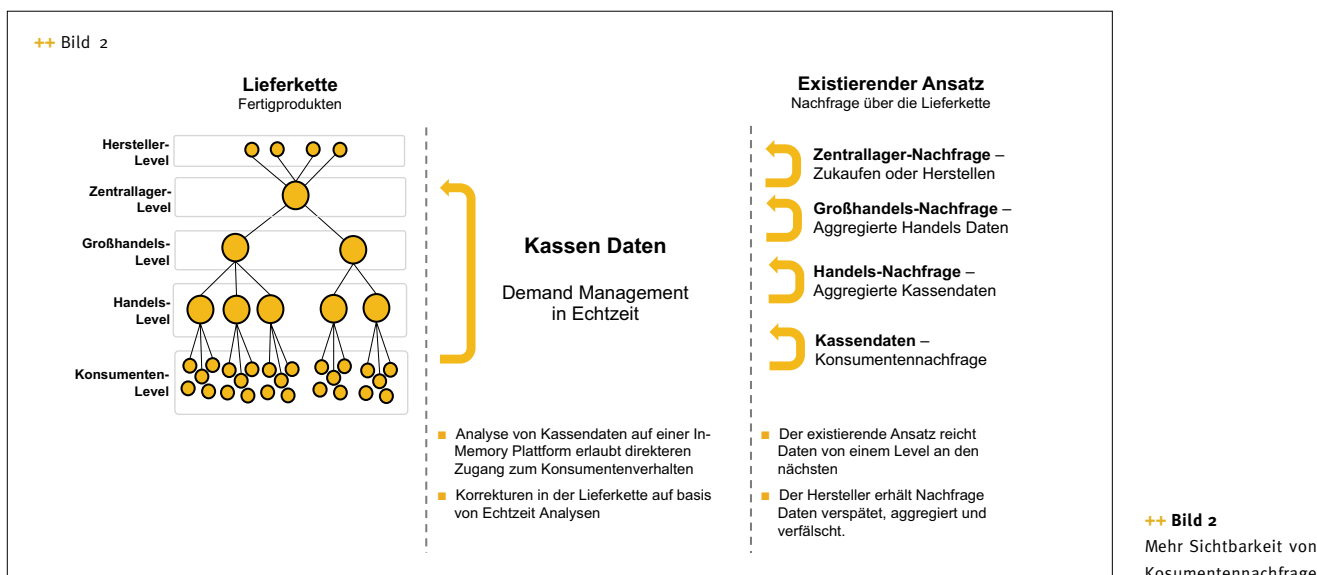 ++ Bild 2
Lieferkette
Fertigprodukten
Hersteller-
Level
Zentrallager-
Level
Großhandels-
Level
Handels-
Level
Konsumenten-
Level
Kassen Daten
Demand Management
in Echtzeit
Analyse von Kassendaten auf einer In-
Memory Plattform erlaubt direkteren
Zugang zum Konsumentenverhalten
Korrekturen in der Lieferkette auf basis
von Echtzeit Analysen
Existierender Ansatz
Nachfrage über die Lieferkette
Zentrallager-Nachfrage –
Zukaufen oder Herstellen
Großhandels-Nachfrage –
Aggregierte Handels Daten
Handels-Nachfrage –
Aggregierte Kassendaten
Kassendaten –
Konsumentennachfrage
Der existierende Ansatz reicht
Daten von einem Level an den
nächsten
Der Hersteller erhält Nachfrage
Daten verspätet, aggregiert und
verfälscht.
++ Bild 2
Mehr Sichtbarkeit von
Kosumentennachfrage